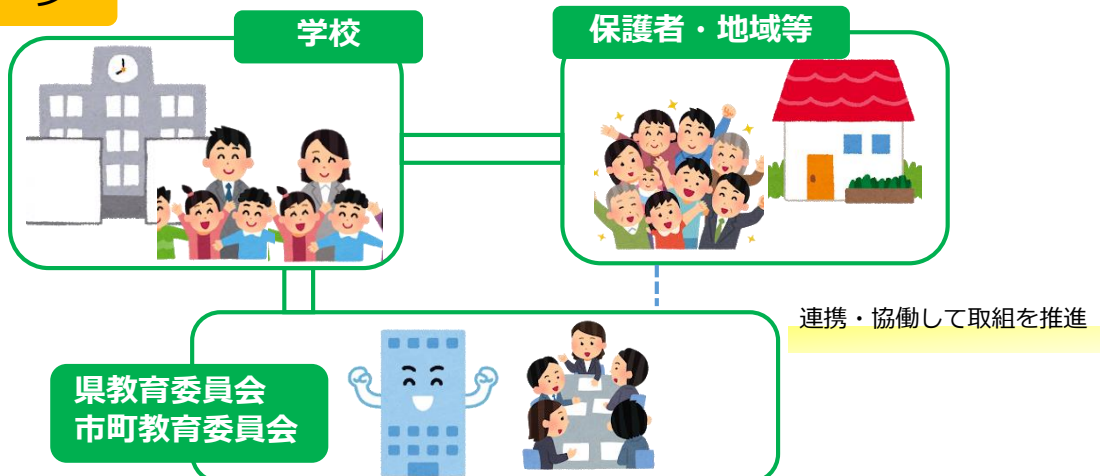 学校
保護者・地域等
連携・協働して取組を推進
県教育委員会
市町教育委員会